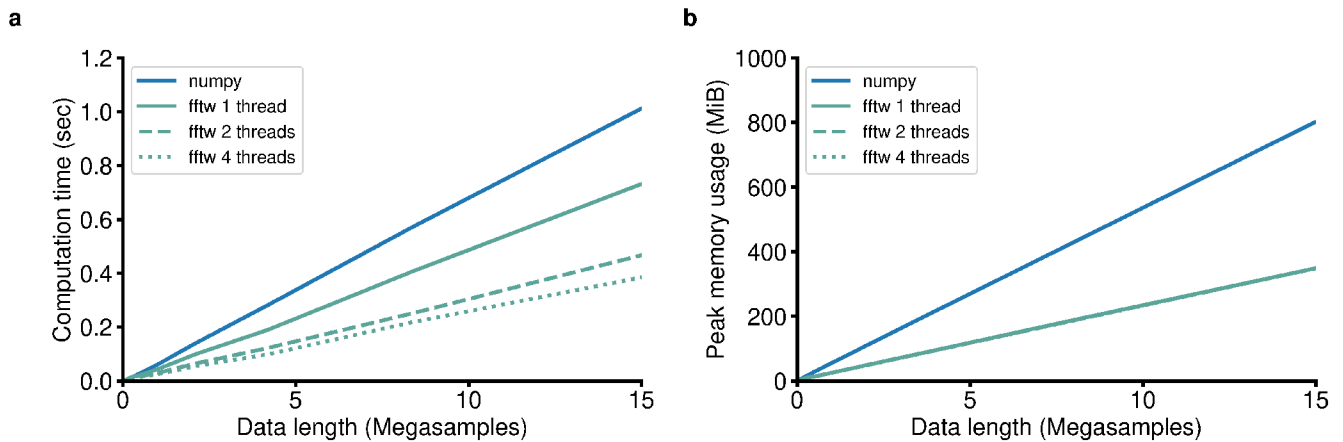 a
1.2
1.0
0.8
0.6
0.4
0.2
0.0
Computation time (sec)
numpy
fftw 1 thread
fftw 2 threads
fftw 4 threads
0 5 10 15
Data length (Megasamples)
b
1000
800
600
400
200
0
Peak memory usage (MiB)
numpy
fftw 1 thread
fftw 2 threads
fftw 4 threads
0 5 10 15
Data length (Megasamples)